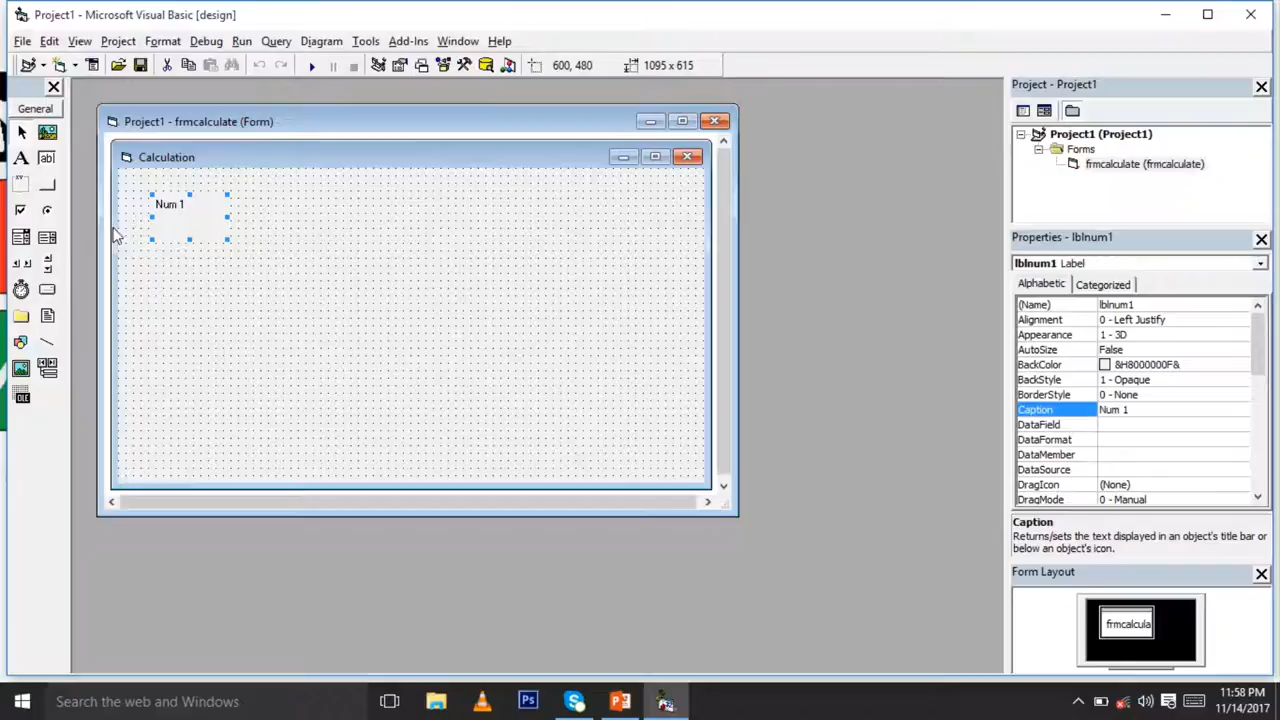 Project1 - Microsoft Visual Basic [design]
File Edit View Project Format Debug Run Query Diagram Tools Add-Ins Window Help
600, 480 1095 x 615
General
Project1 - frmcalculate (Form)
Calculation
Num 1
A ab|
OLE
Project - Project1
Project1 (Project1)
Forms
frmcalculate (frmcalculate)
Properties - lblnum1
lblnum1 Label
Alphabetic Categorized
(Name) lblnum1
Alignment 0 - Left Justify
Appearance 1 - 3D
AutoSize False
BackColor &H8000000F&
BackStyle 1 - Opaque
BorderStyle 0 - None
Caption Num 1
DataField
DataFormat
DataMember
DataSource
DragIcon (None)
DragMode 0 - Manual
Caption
Returns/sets the text displayed in an object's title bar or
below an object's icon.
Form Layout
frmcalcula
Search the web and Windows
Ps
11:58 PM
11/14/2017